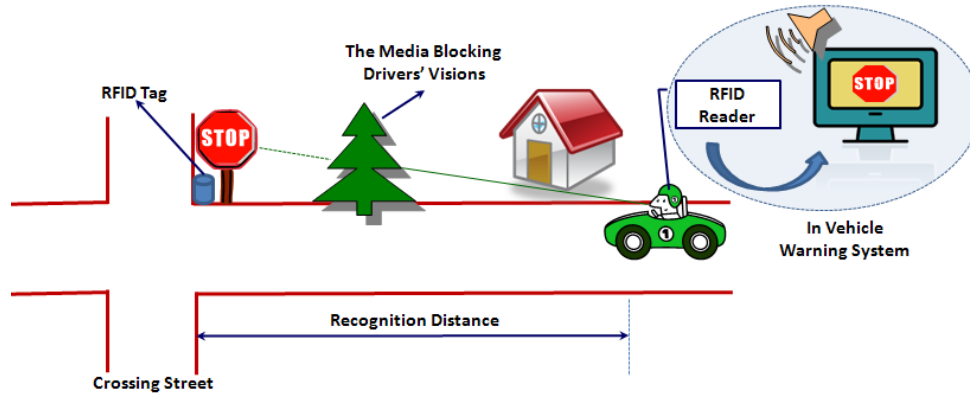 The Media Blocking
Drivers' Visions
RFID Tag
STOP
RFID
Reader
STOP
1
In Vehicle
Warning System
Recognition Distance
Crossing Street